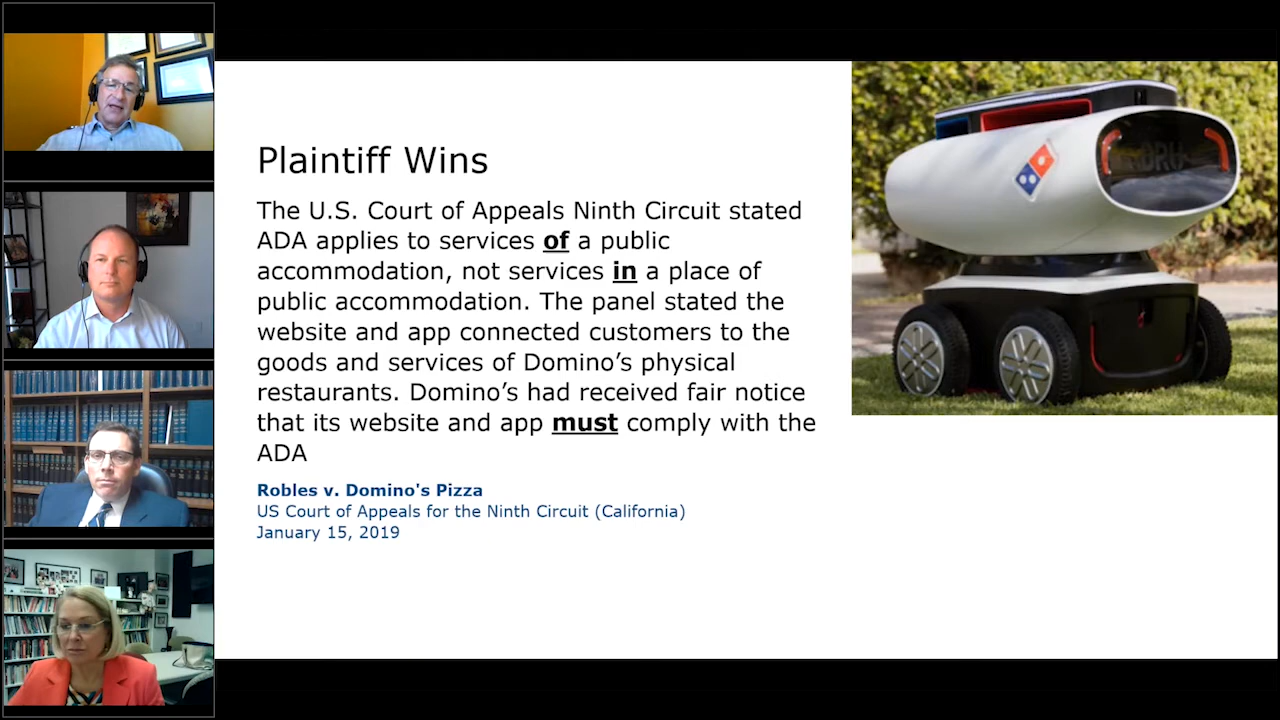 Plaintiff Wins
The U.S. Court of Appeals Ninth Circuit stated
ADA applies to services of a public
accommodation, not services in a place of
public accommodation. The panel stated the
website and app connected customers to the
goods and services of Domino’s physical
restaurants. Domino’s had received fair notice
that its website and app must comply with the
ADA
Robles v. Domino's Pizza
US Court of Appeals for the Ninth Circuit (California)
January 15, 2019
DRU